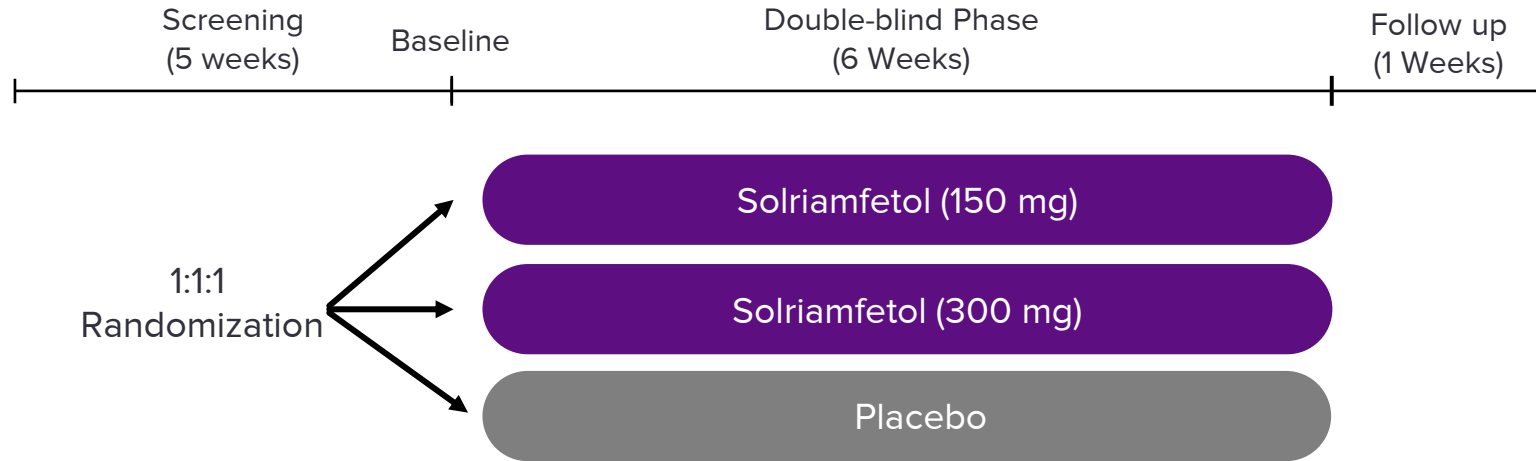 Screening
(5 weeks)
Baseline
Double-blind Phase
(6 Weeks)
Follow up
(1 Weeks)
1:1:1
Randomization
Solriamfetol (150 mg)
Solriamfetol (300 mg)
Placebo